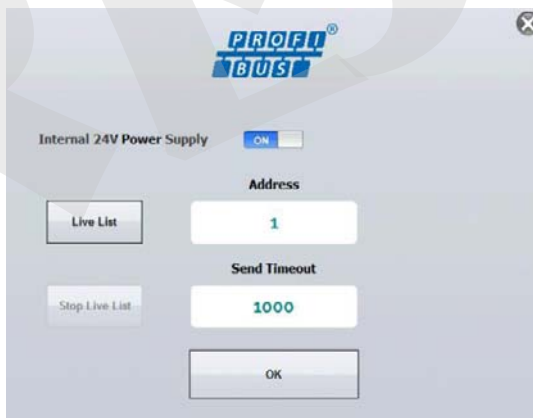 PROFI®
BUS
Internal 24V Power Supply
ON
Address
Live List
1
Send Timeout
Stop Live List
1000
OK